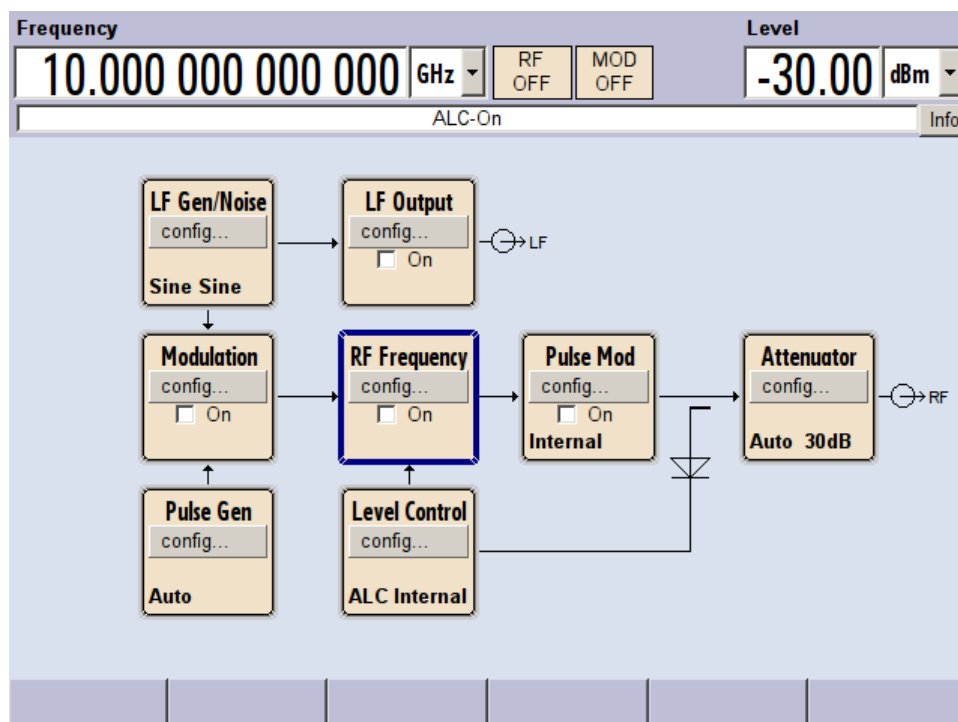 Frequency Level
10.000 000 000 000 GHz RF OFF MOD OFF -30.00 dBm
ALC-On Info
LF Gen/Noise
config...
Sine Sine
LF Output
config...
On
LF
Modulation
config...
On
RF Frequency
config...
On
Pulse Mod
config...
On
Internal
Attenuator
config...
Auto 30dB
RF
Pulse Gen
config...
Auto
Level Control
config...
ALC Internal